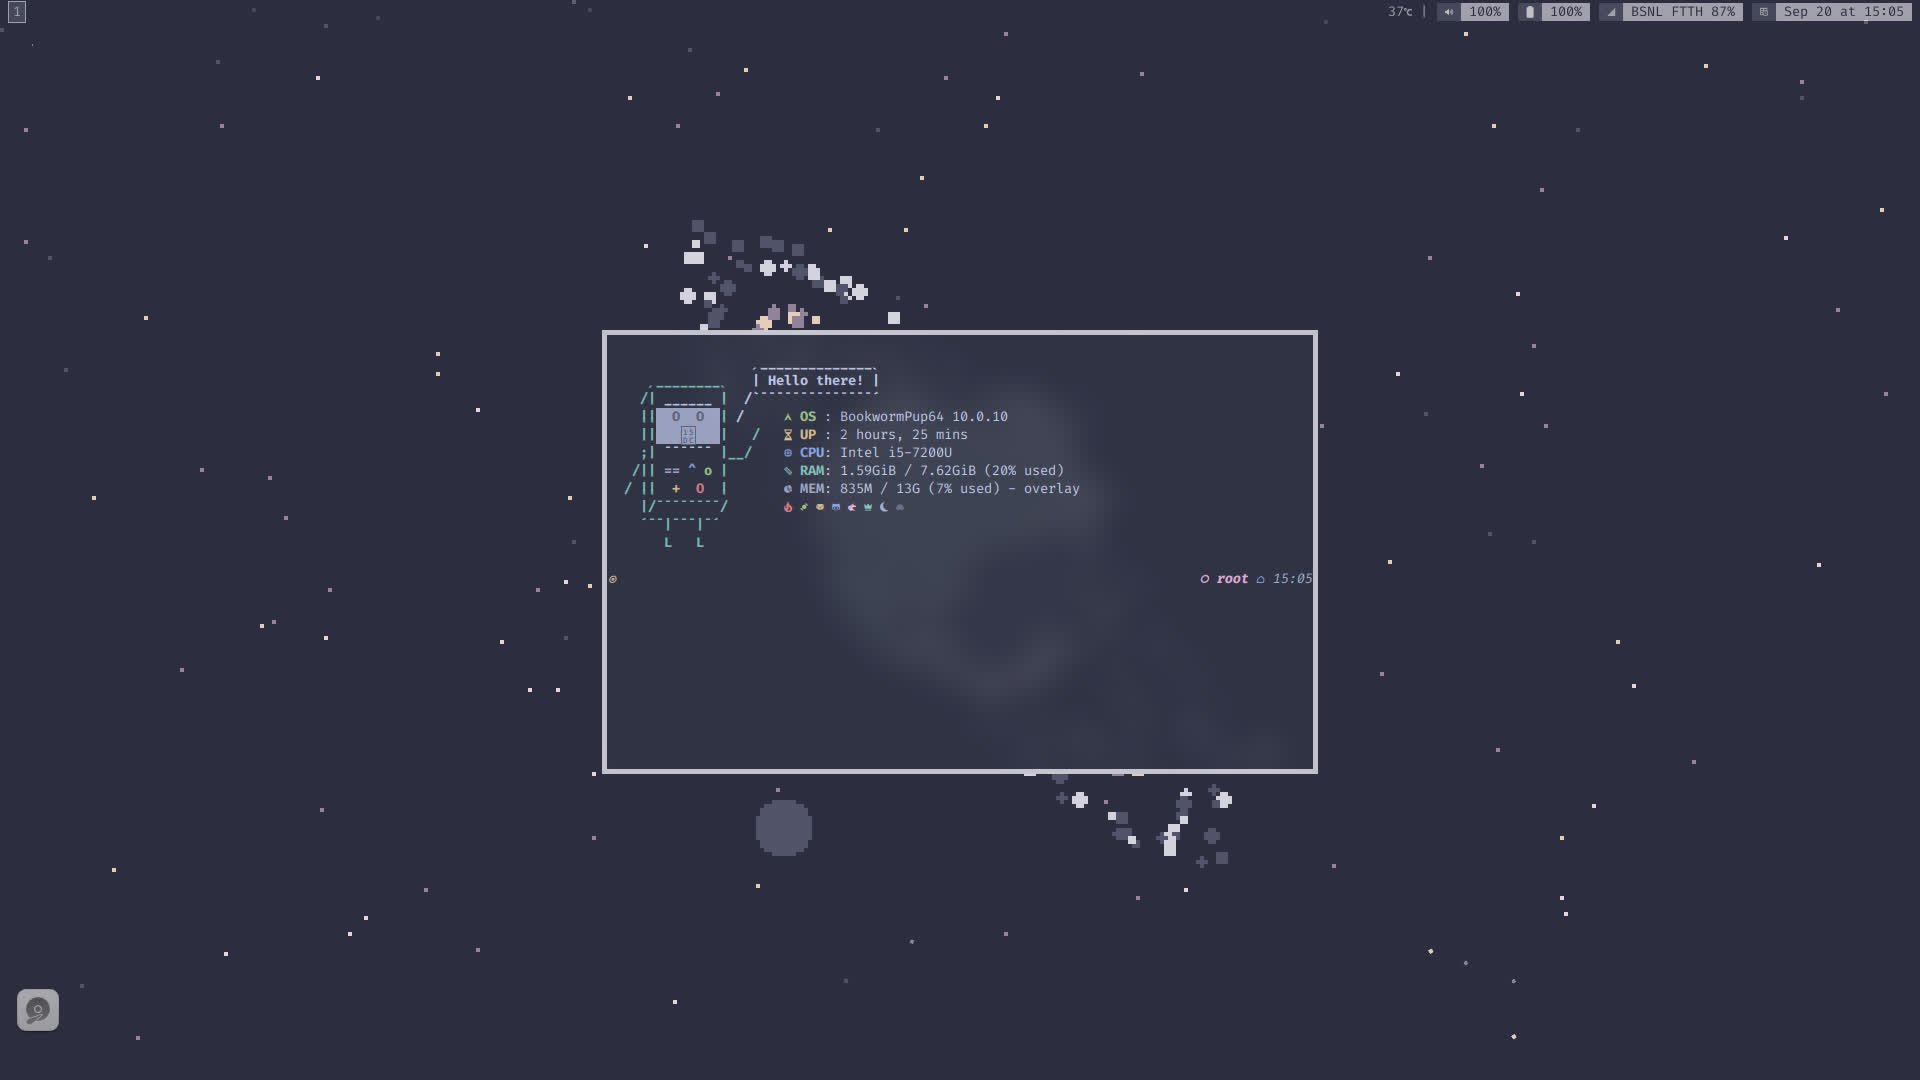 1
37℃ | 100% 100% BSNL FTTH 87% Sep 20 at 15:05
Hello there!
OS : BookwormPup64 10.0.10
UP : 2 hours, 25 mins
CPU: Intel i5-7200U
RAM: 1.59GiB / 7.62GiB (20% used)
MEM: 835M / 13G (7% used) - overlay
root 15:05